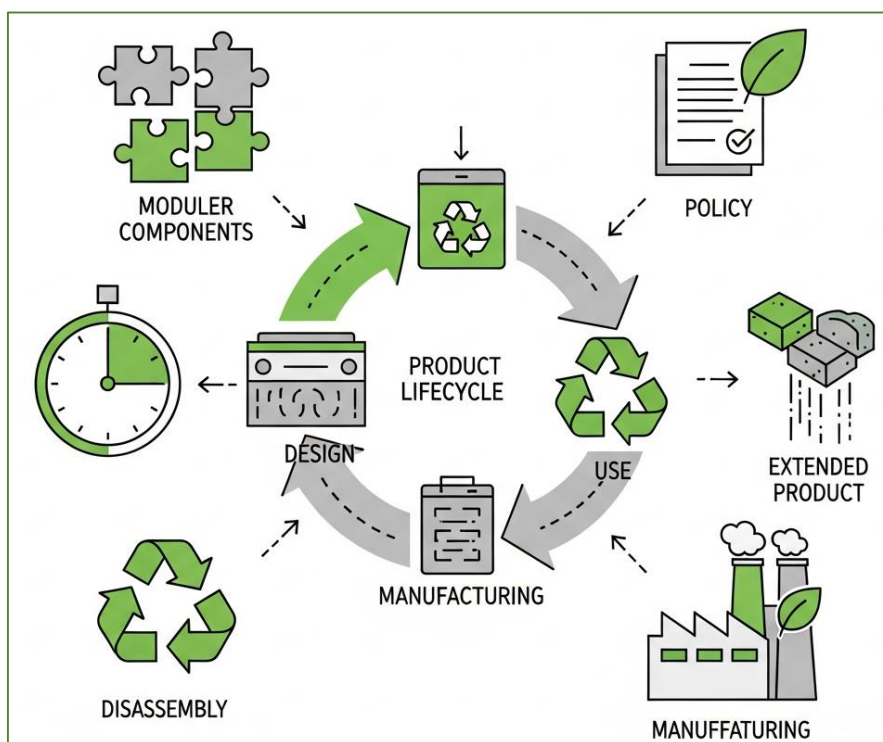 MODULER
COMPONENTS
POLICY
PRODUCT
LIFECYCLE
DESIGN
USE
EXTENDED
PRODUCT
MANUFACTURING
DISASSEMBLY
MANUFFATURING